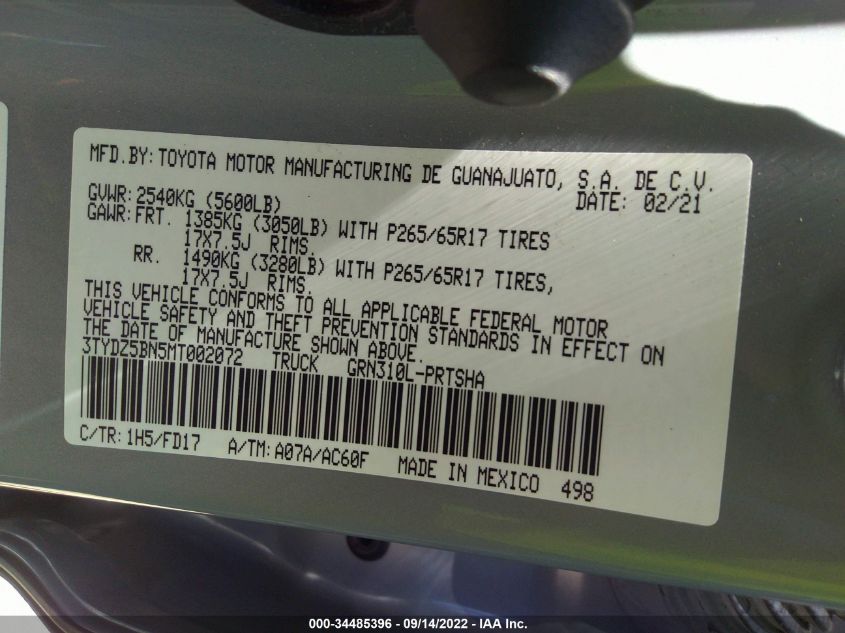 MFD.BY: TOYOTA MOTOR MANUFACTURING DE GUANAJUATO, S.A. DE C.V.
GVWR: 2540KG (5600LB) DATE: 02/21
GAWR: FRT. 1385KG (3050LB) WITH P265/65R17 TIRES
17X7.5J RIMS.
RR. 1490KG (3280LB) WITH P265/65R17 TIRES,
17X7.5J RIMS.
THIS VEHICLE CONFORMS TO ALL APPLICABLE FEDERAL MOTOR
VEHICLE SAFETY AND THEFT PREVENTION STANDARDS IN EFFECT ON
THE DATE OF MANUFACTURE SHOWN ABOVE.
3TYDZ5BN5MT002072 TRUCK GRN310L-PRTSHA
C/TR: 1H5/FD17 A/TM: A07A/AC60F MADE IN MEXICO 498
000-34485396 - 09/14/2022 - IAA Inc.